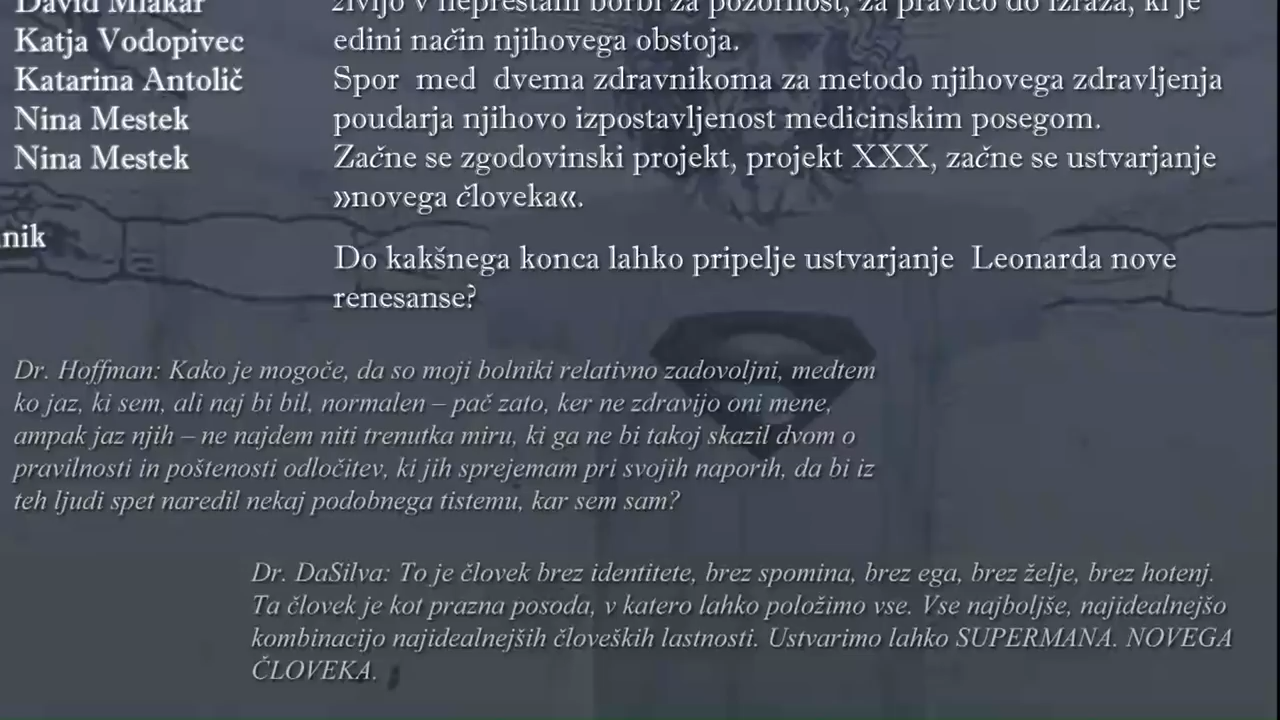 David Mlakar
Katja Vodopivec
Katarina Antolič
Nina Mestek
Nina Mestek
nik
živijo v neprestani borbi za pozornost, za pravico do izraza, ki je
edini način njihovega obstoja.
Spor med dvema zdravnikoma za metodo njihovega zdravljenja
poudarja njihovo izpostavljenost medicinskim posegom.
Začne se zgodovinski projekt, projekt XXX, začne se ustvarjanje
»novega človeka«.
Do kakšnega konca lahko pripelje ustvarjanje Leonarda nove
renesanse?
Dr. Hoffman: Kako je mogoče, da so moji bolniki relativno zadovoljni, medtem
ko jaz, ki sem, ali naj bi bil, normalen – pač zato, ker ne zdravijo oni mene,
ampak jaz njih – ne najdem niti trenutka miru, ki ga ne bi takoj skazil dvom o
pravilnosti in poštenosti odločitev, ki jih sprejemam pri svojih naporih, da bi iz
teh ljudi spet naredil nekaj podobnega tistemu, kar sem sam?
Dr. DaSilva: To je človek brez identitete, brez spomina, brez ega, brez želje, brez hotenj.
Ta človek je kot prazna posoda, v katero lahko položimo vse. Vse najboljše, najidealnejšo
kombinacijo najidealnejših človeških lastnosti. Ustvarimo lahko SUPERMANA. NOVEGA
ČLOVEKA.